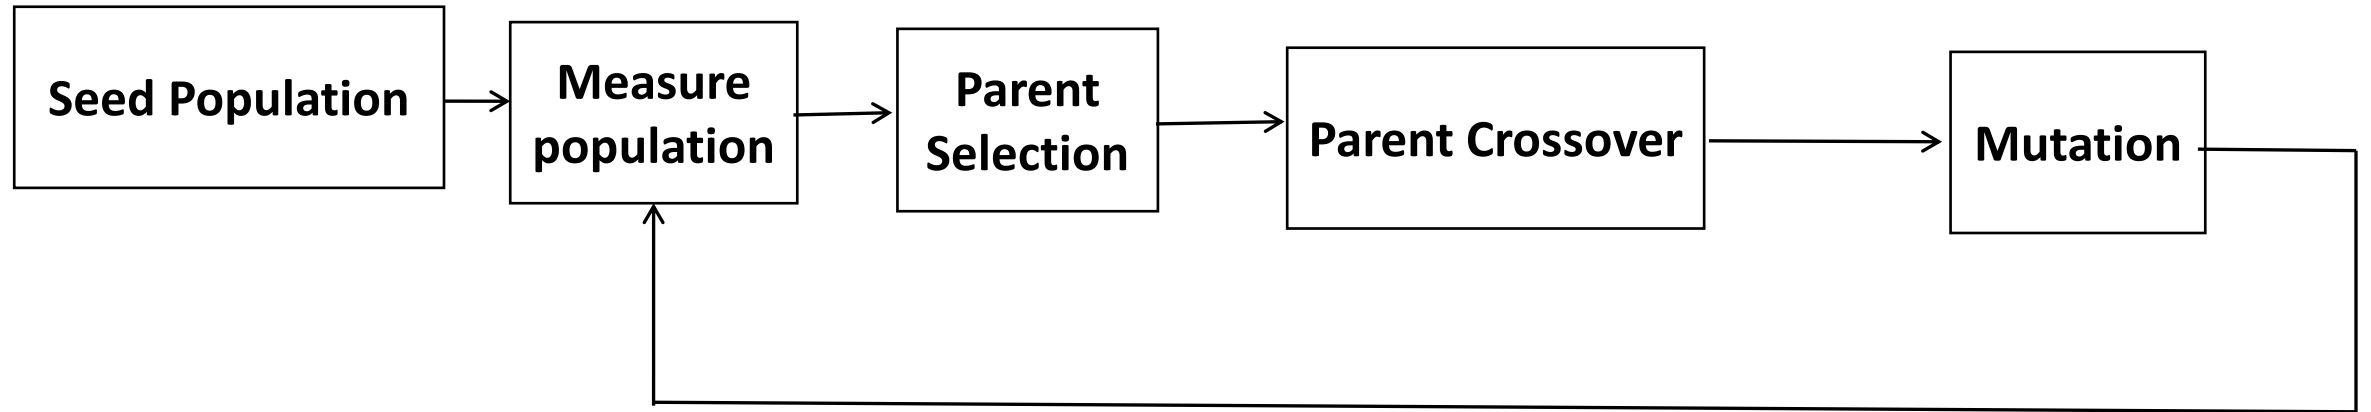 Seed Population
Measure
population
Parent
Selection
Parent Crossover
Mutation